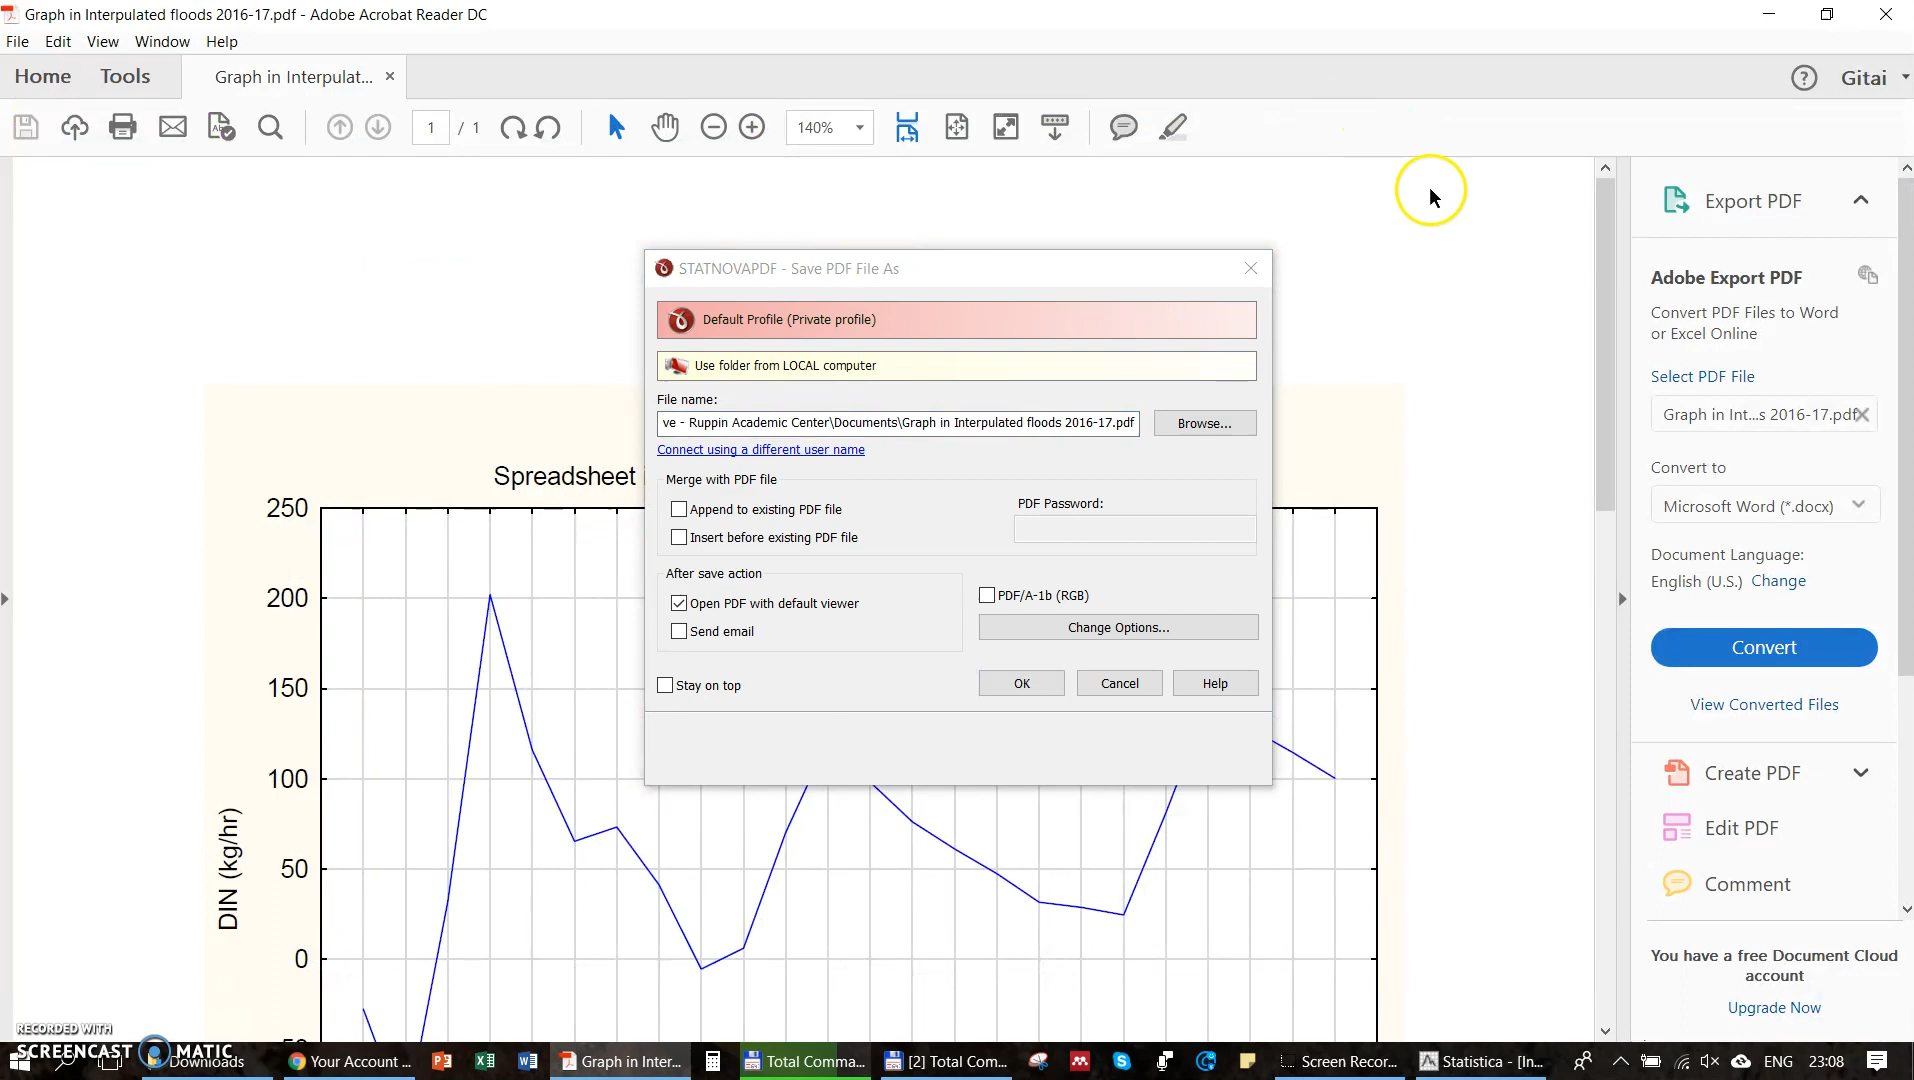 Graph in Interpulated floods 2016-17.pdf - Adobe Acrobat Reader DC
File Edit View Window Help
Home Tools Graph in Interpulat... Gitai
1 / 1 140%
Export PDF
Adobe Export PDF
Convert PDF Files to Word
or Excel Online
Select PDF File
Graph in Int...s 2016-17.pdf
Convert to
Microsoft Word (*.docx)
Document Language:
English (U.S.) Change
Convert
View Converted Files
Create PDF
Edit PDF
Comment
You have a free Document Cloud
account
Upgrade Now
STATNOVAPDF - Save PDF File As
Default Profile (Private profile)
Use folder from LOCAL computer
File name:
ve - Ruppin Academic Center\Documents\Graph in Interpulated floods 2016-17.pdf Browse...
Connect using a different user name
Merge with PDF file
Append to existing PDF file
Insert before existing PDF file
PDF Password:
After save action
Open PDF with default viewer
Send email
PDF/A-1b (RGB)
Change Options...
Stay on top
OK Cancel Help
Spreadsheet
250
200
150
100
50
0
DIN (kg/hr)
RECORDED WITH
SCREENCAST MATIC
Downloads Your Account ... Graph in Inter... Total Comma... [2] Total Com... Screen Recor... Statistica - [In... ENG 23:08